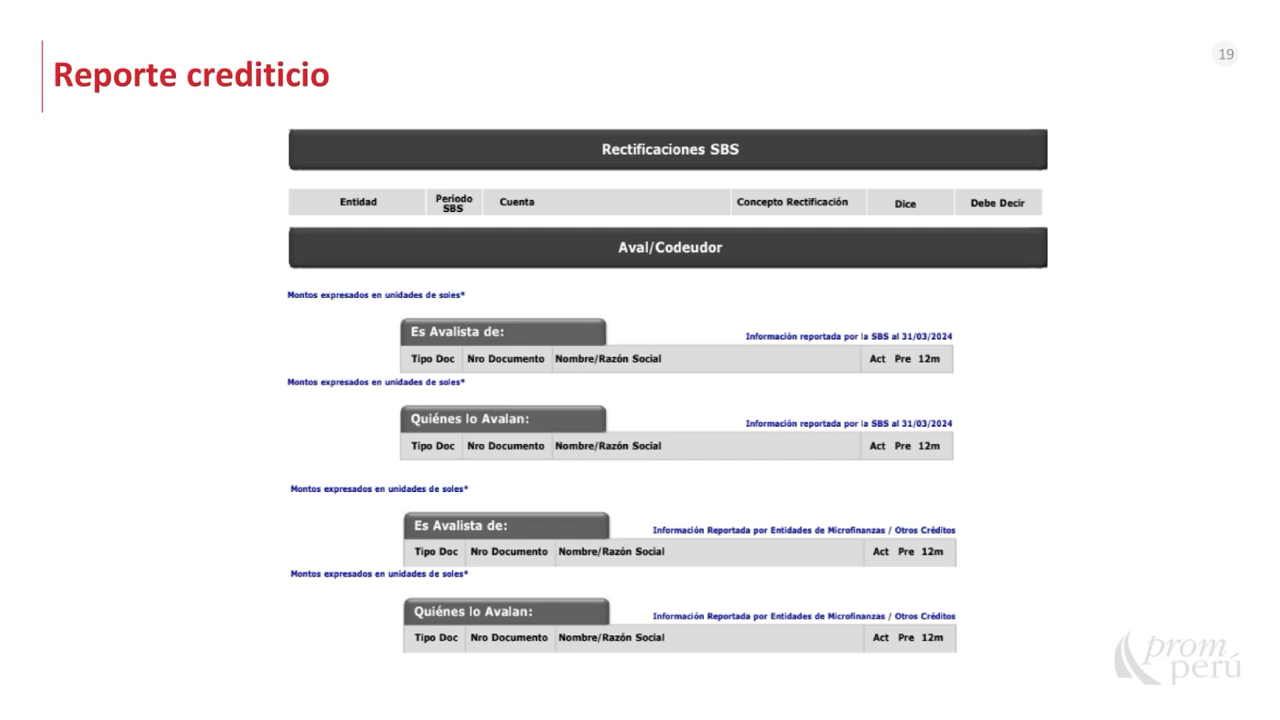 19
Reporte crediticio
Rectificaciones SBS
Entidad Periodo SBS Cuenta Concepto Rectificación Dice Debe Decir
Aval/Codeudor
Montos expresados en unidades de soles*
Es Avalista de: Información reportada por la SBS al 31/03/2024
Tipo Doc Nro Documento Nombre/Razón Social Act Pre 12m
Montos expresados en unidades de soles*
Quiénes lo Avalan: Información reportada por la SBS al 31/03/2024
Tipo Doc Nro Documento Nombre/Razón Social Act Pre 12m
Montos expresados en unidades de soles*
Es Avalista de: Información Reportada por Entidades de Microfinanzas / Otros Créditos
Tipo Doc Nro Documento Nombre/Razón Social Act Pre 12m
Montos expresados en unidades de soles*
Quiénes lo Avalan: Información Reportada por Entidades de Microfinanzas / Otros Créditos
Tipo Doc Nro Documento Nombre/Razón Social Act Pre 12m
prom
perú